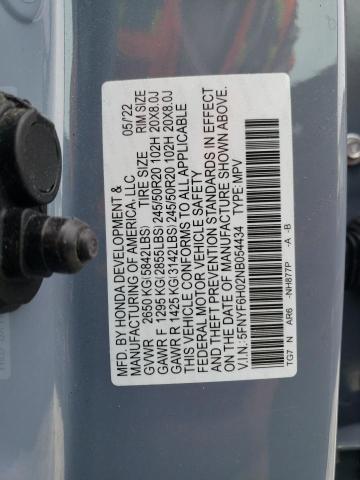 MFD. BY HONDA DEVELOPMENT & 05/'22
MANUFACTURING OF AMERICA, LLC
TIRE SIZE RIM SIZE
GVWR 2650 KG(5842LBS)
GAWR F 1295 KG(2855LBS)245/50R20 102H 20X8.0J
GAWR R 1425 KG(3142LBS)245/50R20 102H 20X8.0J
THIS VEHICLE CONFORMS TO ALL APPLICABLE
FEDERAL MOTOR VEHICLE SAFETY
AND THEFT PREVENTION STANDARDS IN EFFECT
ON THE DATE OF MANUFACTURE SHOWN ABOVE.
V.I.N.: 5FNYF6H02NB054434 TYPE:MPV
TG7 N AR6 -NH877P -A -B